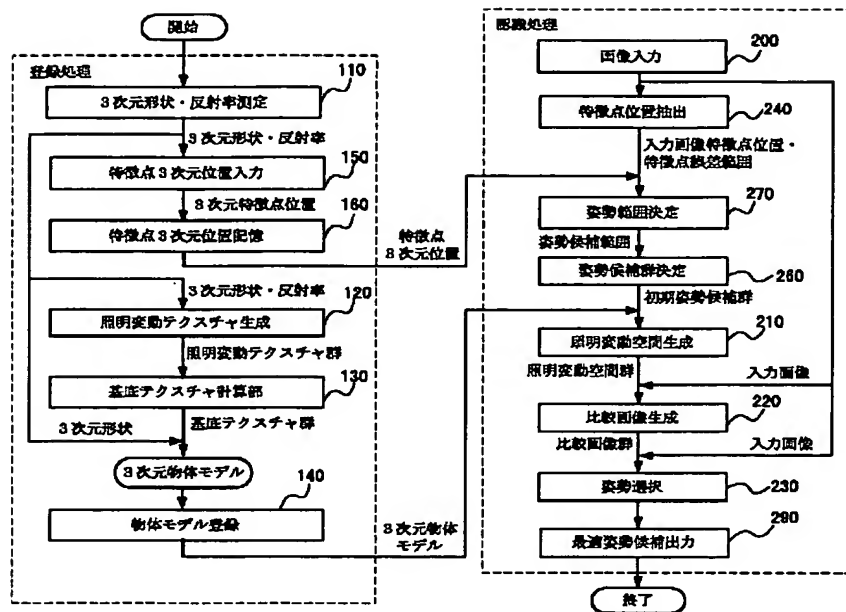 開始
登録処理
110
3次元形状・反射率測定
3次元形状・反射率
150
特徴点3次元位置入力
3次元特徴点位置
160
特徴点3次元位置記憶
特徴点
3次元位置
3次元形状・反射率
120
照明変動テクスチャ生成
照明変動テクスチャ群
130
基底テクスチャ計算部
3次元形状
基底テクスチャ群
3次元物体モデル
140
物体モデル登録
3次元物体
モデル
認識処理
200
画像入力
240
特徴点位置抽出
入力画像特徴点位置・
特徴点誤差範囲
270
姿勢範囲決定
姿勢候補範囲
姿勢候補群決定
260
初期姿勢候補群
210
照明変動空間生成
照明変動空間群
入力画像
220
比較画像生成
比較画像群
入力画像
姿勢選択
230
290
最適姿勢候補出力
終了